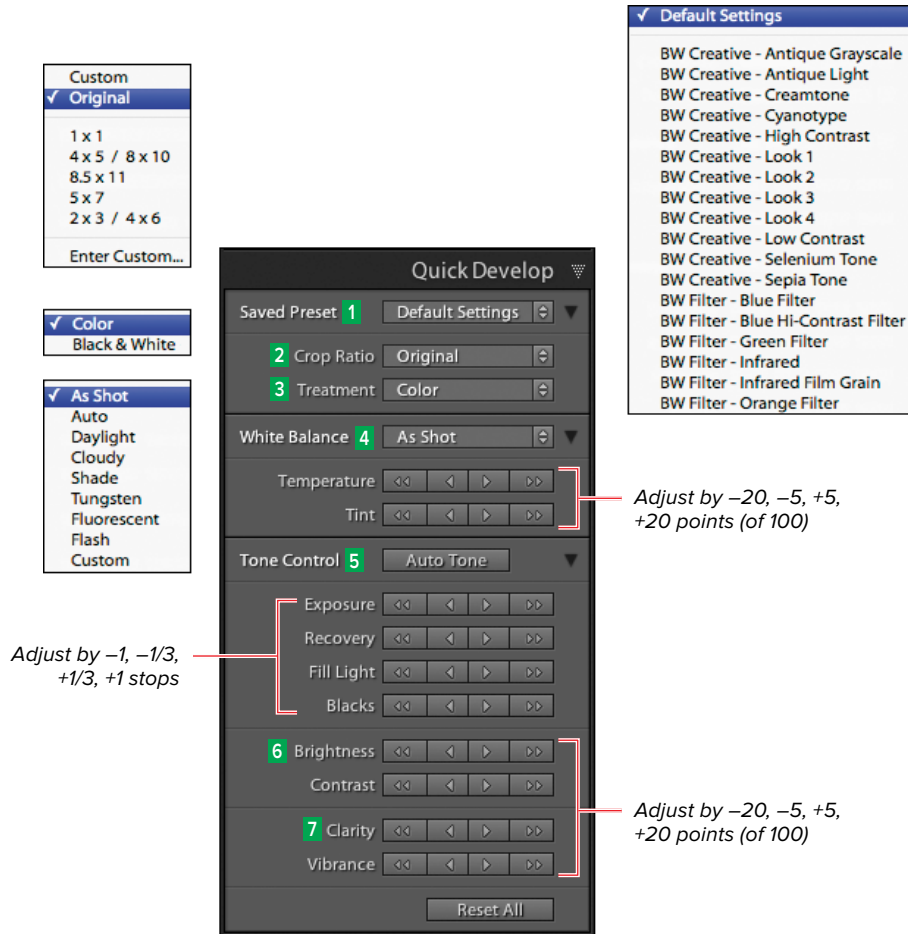 ✓ Default Settings
BW Creative - Antique Grayscale
BW Creative - Antique Light
BW Creative - Creamtone
BW Creative - Cyanotype
BW Creative - High Contrast
BW Creative - Look 1
BW Creative - Look 2
BW Creative - Look 3
BW Creative - Look 4
BW Creative - Low Contrast
BW Creative - Selenium Tone
BW Creative - Sepia Tone
BW Filter - Blue Filter
BW Filter - Blue Hi-Contrast Filter
BW Filter - Green Filter
BW Filter - Infrared
BW Filter - Infrared Film Grain
BW Filter - Orange Filter
Custom
✓ Original
1 x 1
4 x 5 / 8 x 10
8.5 x 11
5 x 7
2 x 3 / 4 x 6
Enter Custom...
✓ Color
Black & White
✓ As Shot
Auto
Daylight
Cloudy
Shade
Tungsten
Fluorescent
Flash
Custom
Quick Develop
Saved Preset 1 Default Settings
2 Crop Ratio Original
3 Treatment Color
White Balance 4 As Shot
Temperature
Tint
Adjust by –20, –5, +5,
+20 points (of 100)
Tone Control 5 Auto Tone
Exposure
Recovery
Fill Light
Blacks
Adjust by –1, –1/3,
+1/3, +1 stops
6 Brightness
Contrast
7 Clarity
Vibrance
Adjust by –20, –5, +5,
+20 points (of 100)
Reset All